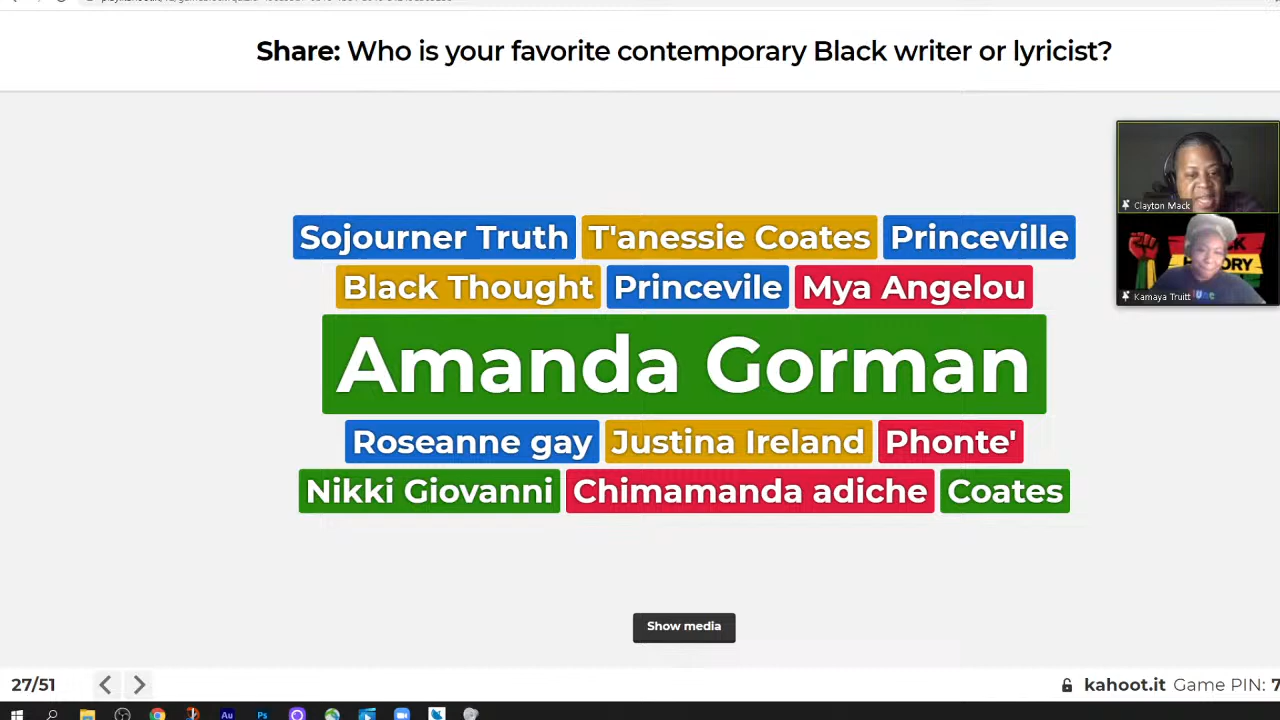 Share: Who is your favorite contemporary Black writer or lyricist?
Sojourner Truth T'anessie Coates Princeville
Black Thought Princevile Mya Angelou
Amanda Gorman
Roseanne gay Justina Ireland Phonte'
Nikki Giovanni Chimamanda adiche Coates
Clayton Mack
Kamaya Truitt
Show media
27/51
kahoot.it Game PIN: 7
Au Ps